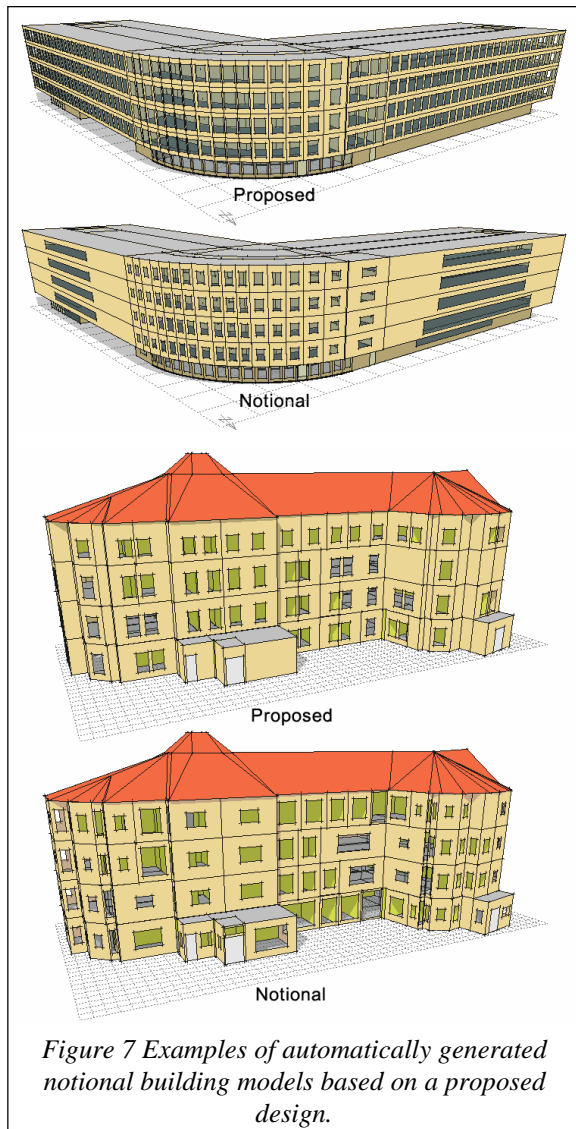 Proposed
Notional
Proposed
Notional
Figure 7 Examples of automatically generated
notional building models based on a proposed
design.